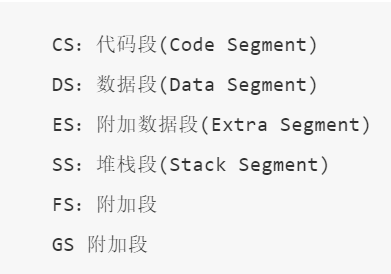 CS：代码段(Code Segment)
DS：数据段(Data Segment)
ES：附加数据段(Extra Segment)
SS：堆栈段(Stack Segment)
FS：附加段
GS 附加段